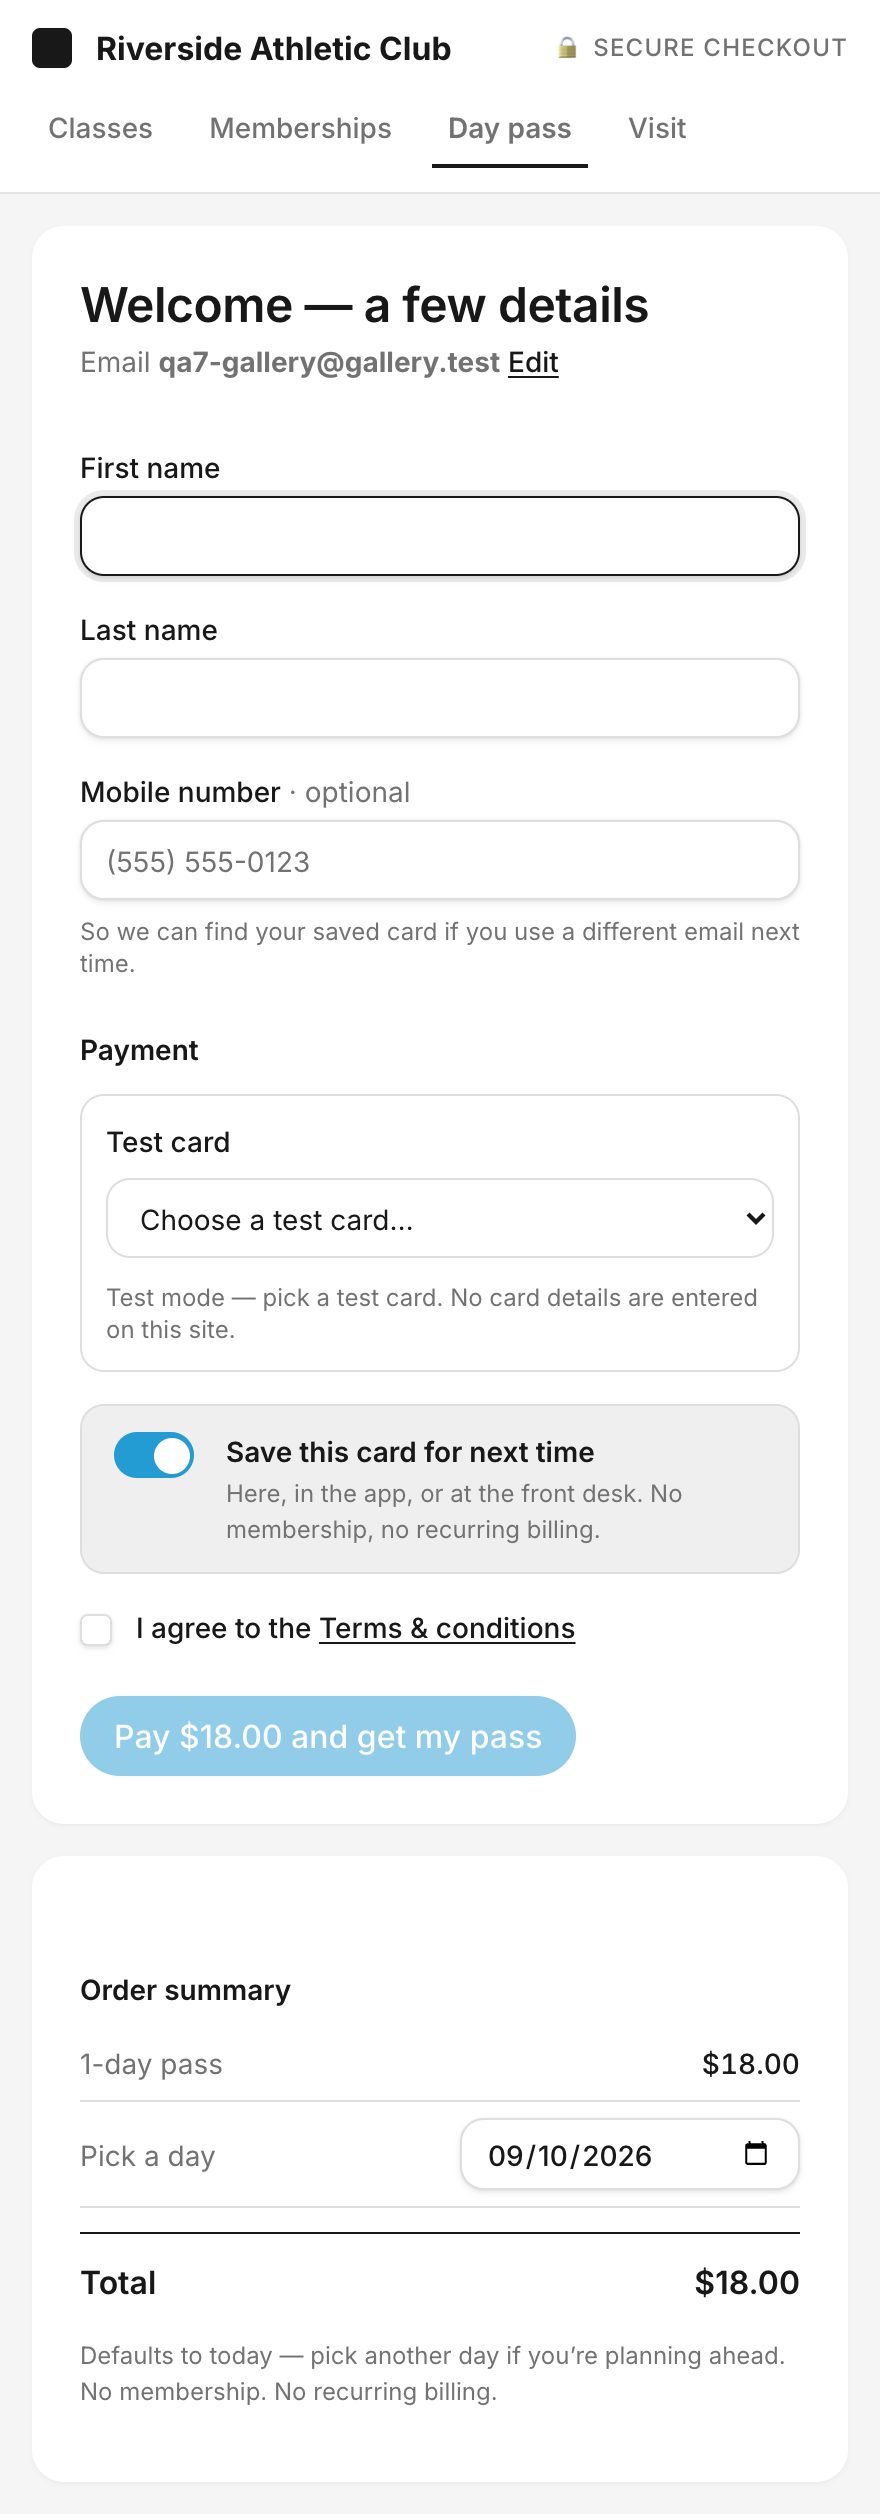 Riverside Athletic Club
🔒 SECURE CHECKOUT
Classes Memberships Day pass Visit
Welcome — a few details
Email qa7-gallery@gallery.test Edit
First name
Last name
Mobile number · optional
(555) 555-0123
So we can find your saved card if you use a different email next
time.
Payment
Test card
Choose a test card...
Test mode — pick a test card. No card details are entered
on this site.
Save this card for next time
Here, in the app, or at the front desk. No
membership, no recurring billing.
I agree to the Terms & conditions
Pay $18.00 and get my pass
Order summary
1-day pass $18.00
Pick a day 09/10/2026
Total $18.00
Defaults to today — pick another day if you’re planning ahead.
No membership. No recurring billing.